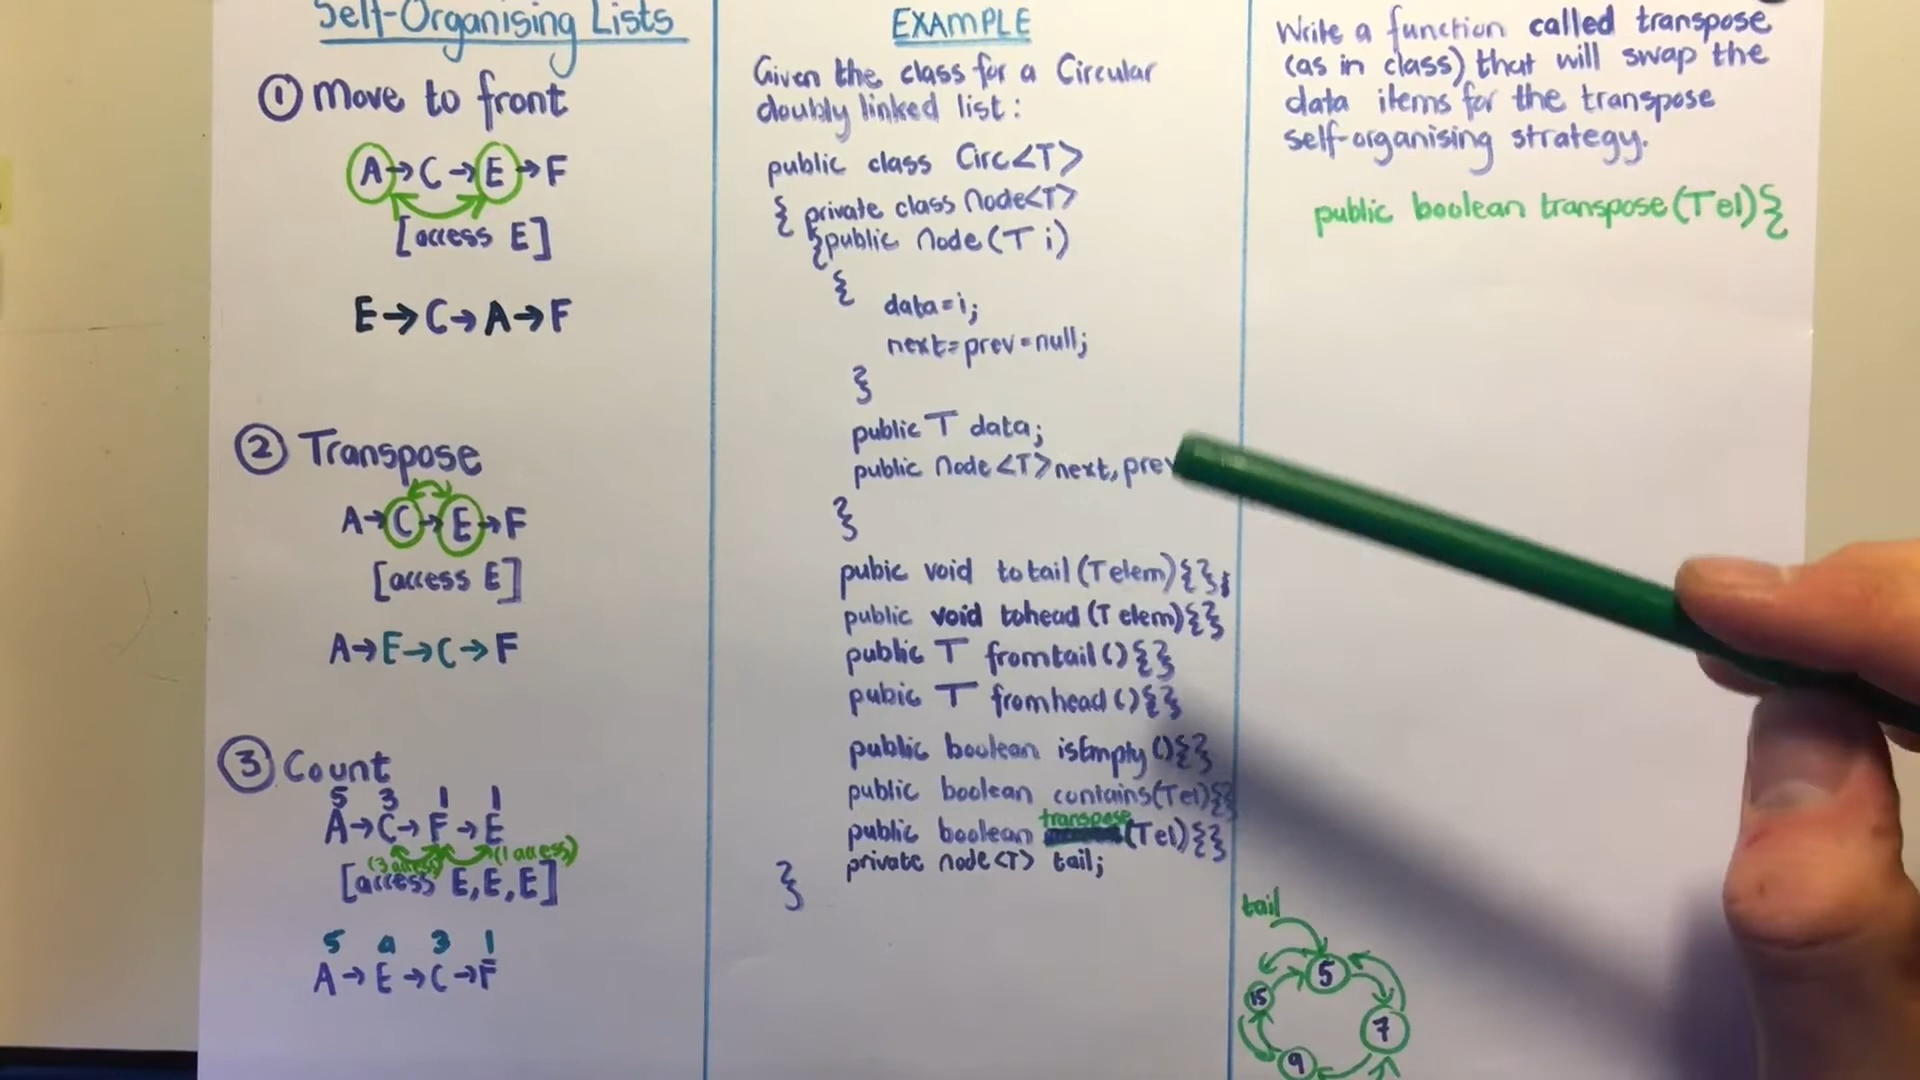 Self-Organising Lists
① Move to front
A→C→E→F
[access E]
E→C→A→F
② Transpose
A→C→E→F
[access E]
A→E→C→F
③ Count
5 3 1 1
A→C→F→E
(3 access) (1 access)
[access E,E,E]
5 4 3 1
A→E→C→F
EXAMPLE
Given the class for a Circular
doubly linked list:
public class Circ<T>
{ private class Node<T>
{public Node(T i)
{
data=i;
next=prev=null;
}
public T data;
public Node<T> next, prev
}
pubic void totail(T elem){};
public void tohead(T elem){}
public T fromtail(){}
pubic T fromhead(){}
public boolean isEmpty(){}
public boolean contains(T el){}
transpose
public boolean (T el){}
private node<T> tail;
}
Write a function called transpose
(as in class) that will swap the
data items for the transpose
self-organising strategy.
public boolean transpose(T el){
tail
5
15
7
9